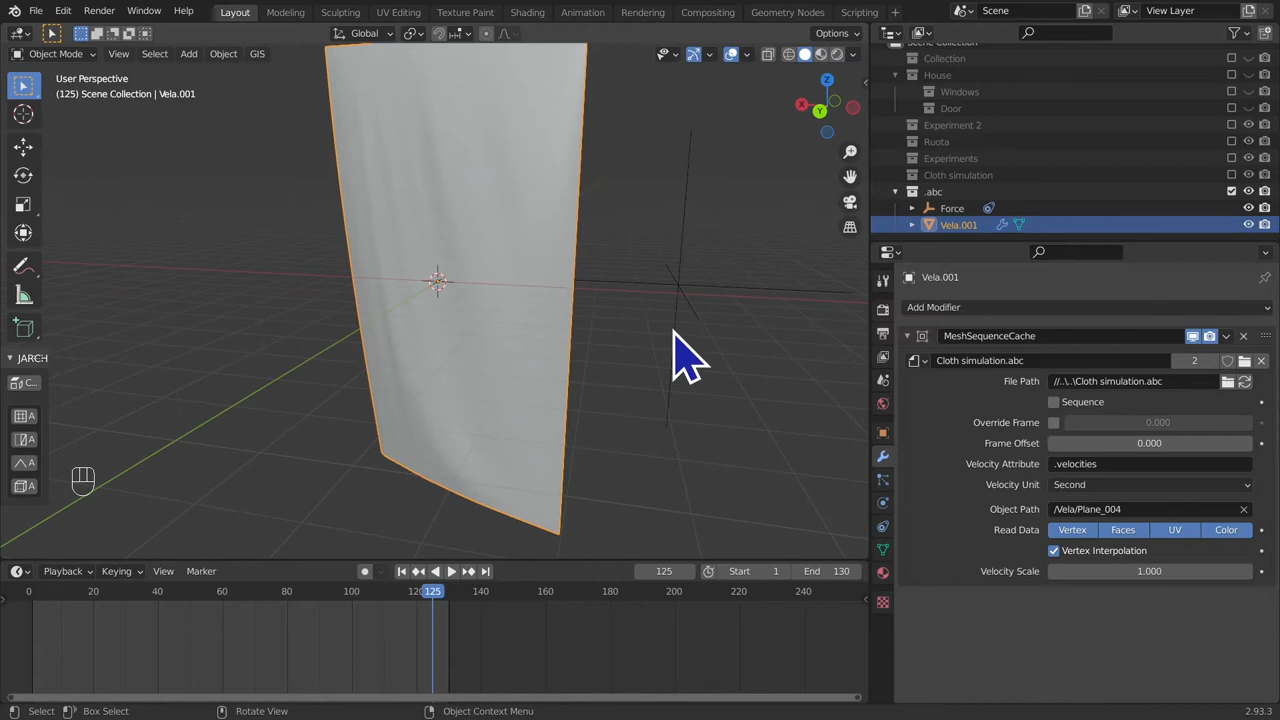 File Edit Render Window Help Layout Modeling Sculpting UV Editing Texture Paint Shading Animation Rendering Compositing Geometry Nodes Scripting + Scene View Layer
Global Options
Object Mode View Select Add Object GIS
User Perspective
(125) Scene Collection | Vela.001
Z
X
Y
JARCH
C...
A
A
A
A
Scene Collection
Collection
House
Windows
Door
Experiment 2
Ruota
Experiments
Cloth simulation
.abc
Force
Vela.001
Vela.001
Add Modifier
MeshSequenceCache
Cloth simulation.abc 2
File Path //..\..\Cloth simulation.abc
Sequence
Override Frame 0.000
Frame Offset 0.000
Velocity Attribute .velocities
Velocity Unit Second
Object Path /Vela/Plane_004
Read Data Vertex Faces UV Color
Vertex Interpolation
Velocity Scale 1.000
Playback Keying View Marker 125 Start 1 End 130
0 20 40 60 80 100 120 125 140 160 180 200 220 240
Select Box Select Rotate View Object Context Menu 2.93.3